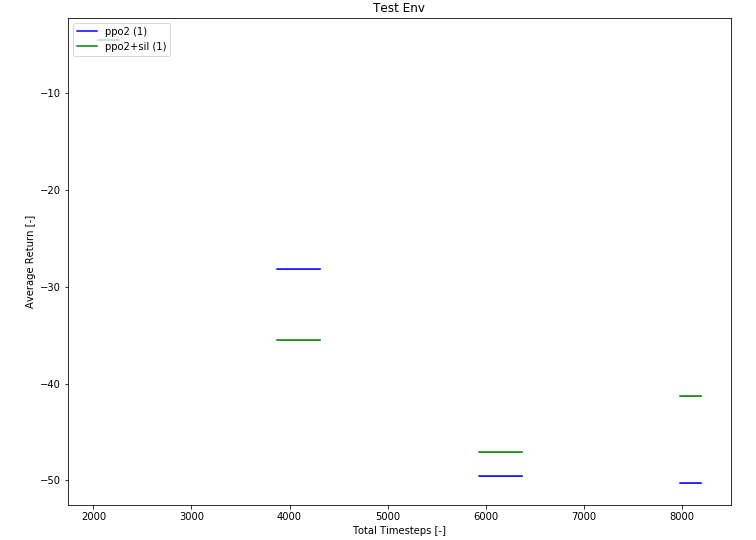 Test Env
ppo2 (1)
ppo2+sil (1)
−10
−20
−30
−40
−50
Average Return [-]
2000 3000 4000 5000 6000 7000 8000
Total Timesteps [-]